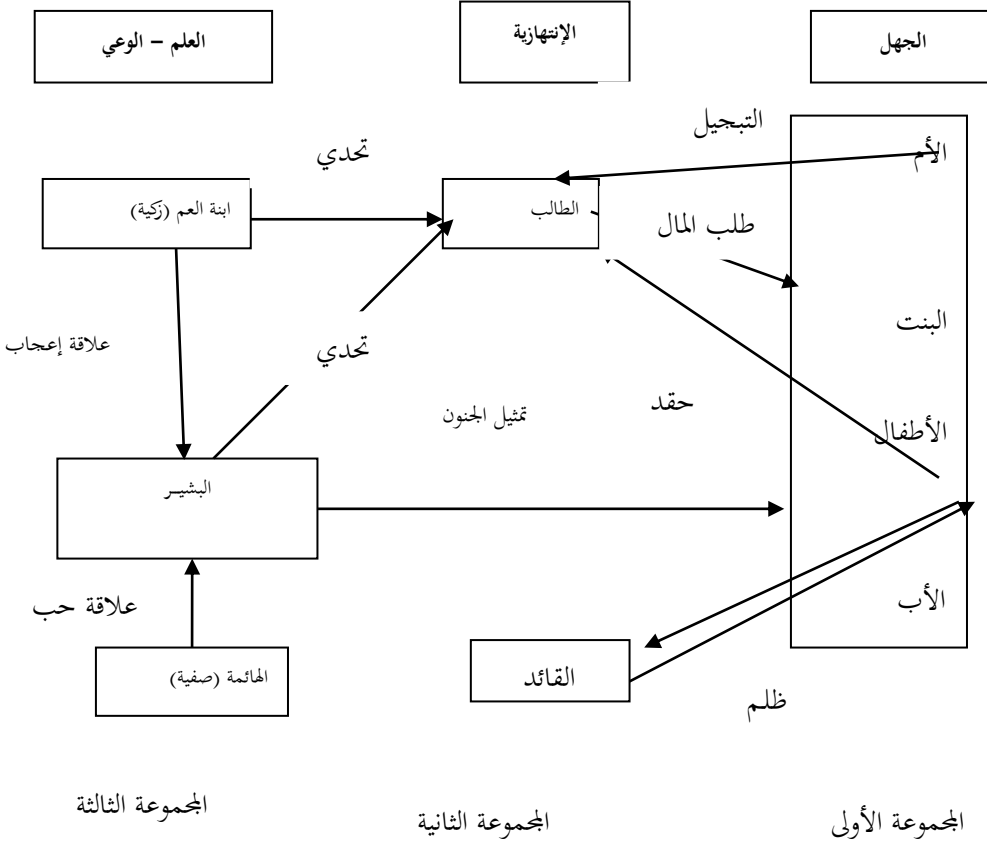 الجهل
الإنتهازية
العلم – الوعي
التبجيل
الأم
تحدي
الطالب
ابنة العم (زكية)
طلب المال
البنت
تحدي
علاقة إعجاب
حقد
تمثيل الجنون
الأطفال
البشيـر
الأب
علاقة حب
القائد
الهائمة (صفية)
ظلم
المجموعة الأولى
المجموعة الثانية
المجموعة الثالثة